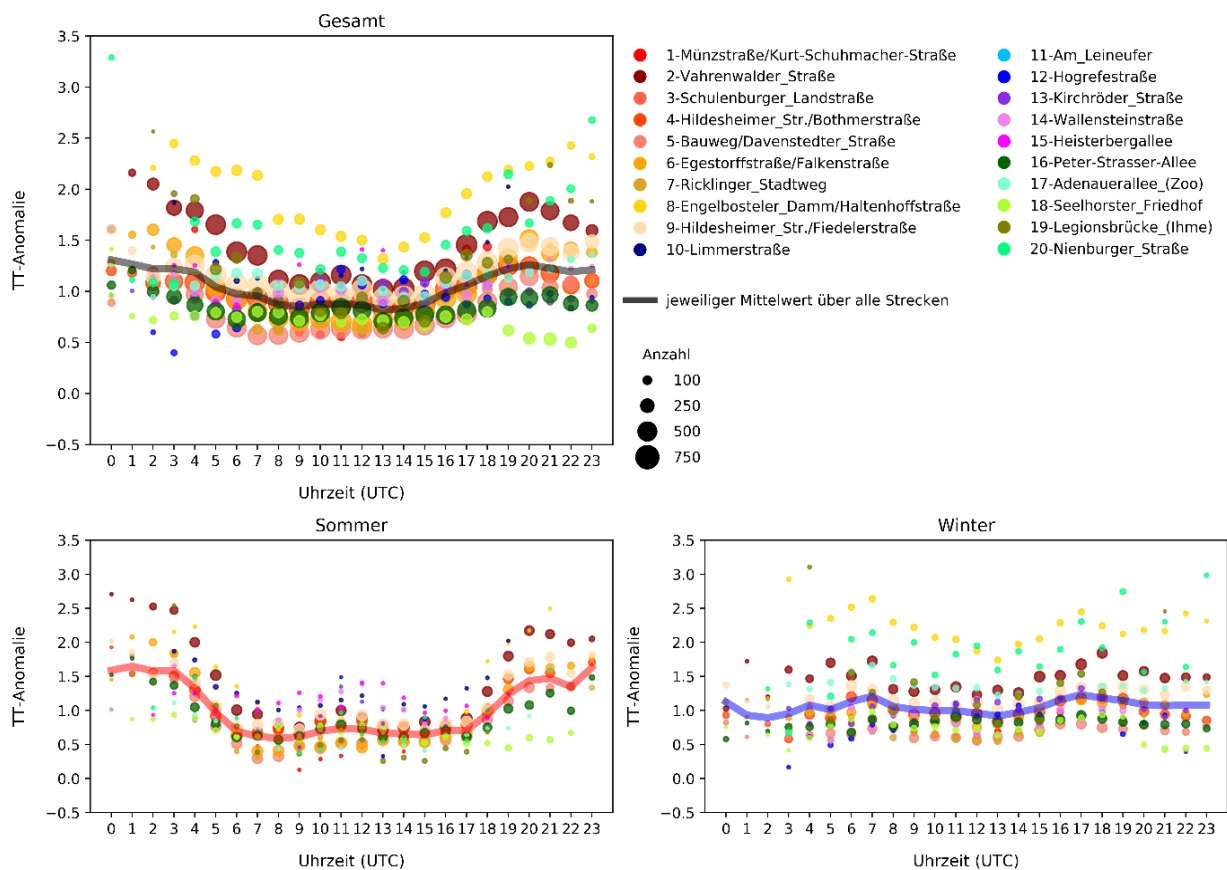 Gesamt
3.5
3.0
2.5
2.0
1.5
1.0
0.5
0.0
−0.5
TT-Anomalie
0 1 2 3 4 5 6 7 8 9 10 11 12 13 14 15 16 17 18 19 20 21 22 23
Uhrzeit (UTC)
1-Münzstraße/Kurt-Schuhmacher-Straße
2-Vahrenwalder_Straße
3-Schulenburger_Landstraße
4-Hildesheimer_Str./Bothmerstraße
5-Bauweg/Davenstedter_Straße
6-Egestorffstraße/Falkenstraße
7-Ricklinger_Stadtweg
8-Engelbosteler_Damm/Haltenhoffstraße
9-Hildesheimer_Str./Fiedelerstraße
10-Limmerstraße
11-Am_Leineufer
12-Hogrefestraße
13-Kirchröder_Straße
14-Wallensteinstraße
15-Heisterbergallee
16-Peter-Strasser-Allee
17-Adenauerallee_(Zoo)
18-Seelhorster_Friedhof
19-Legionsbrücke_(Ihme)
20-Nienburger_Straße
jeweiliger Mittelwert über alle Strecken
Anzahl
100
250
500
750
Sommer
3.5
3.0
2.5
2.0
1.5
1.0
0.5
0.0
−0.5
TT-Anomalie
0 1 2 3 4 5 6 7 8 9 10 11 12 13 14 15 16 17 18 19 20 21 22 23
Uhrzeit (UTC)
Winter
3.5
3.0
2.5
2.0
1.5
1.0
0.5
0.0
−0.5
TT-Anomalie
0 1 2 3 4 5 6 7 8 9 10 11 12 13 14 15 16 17 18 19 20 21 22 23
Uhrzeit (UTC)